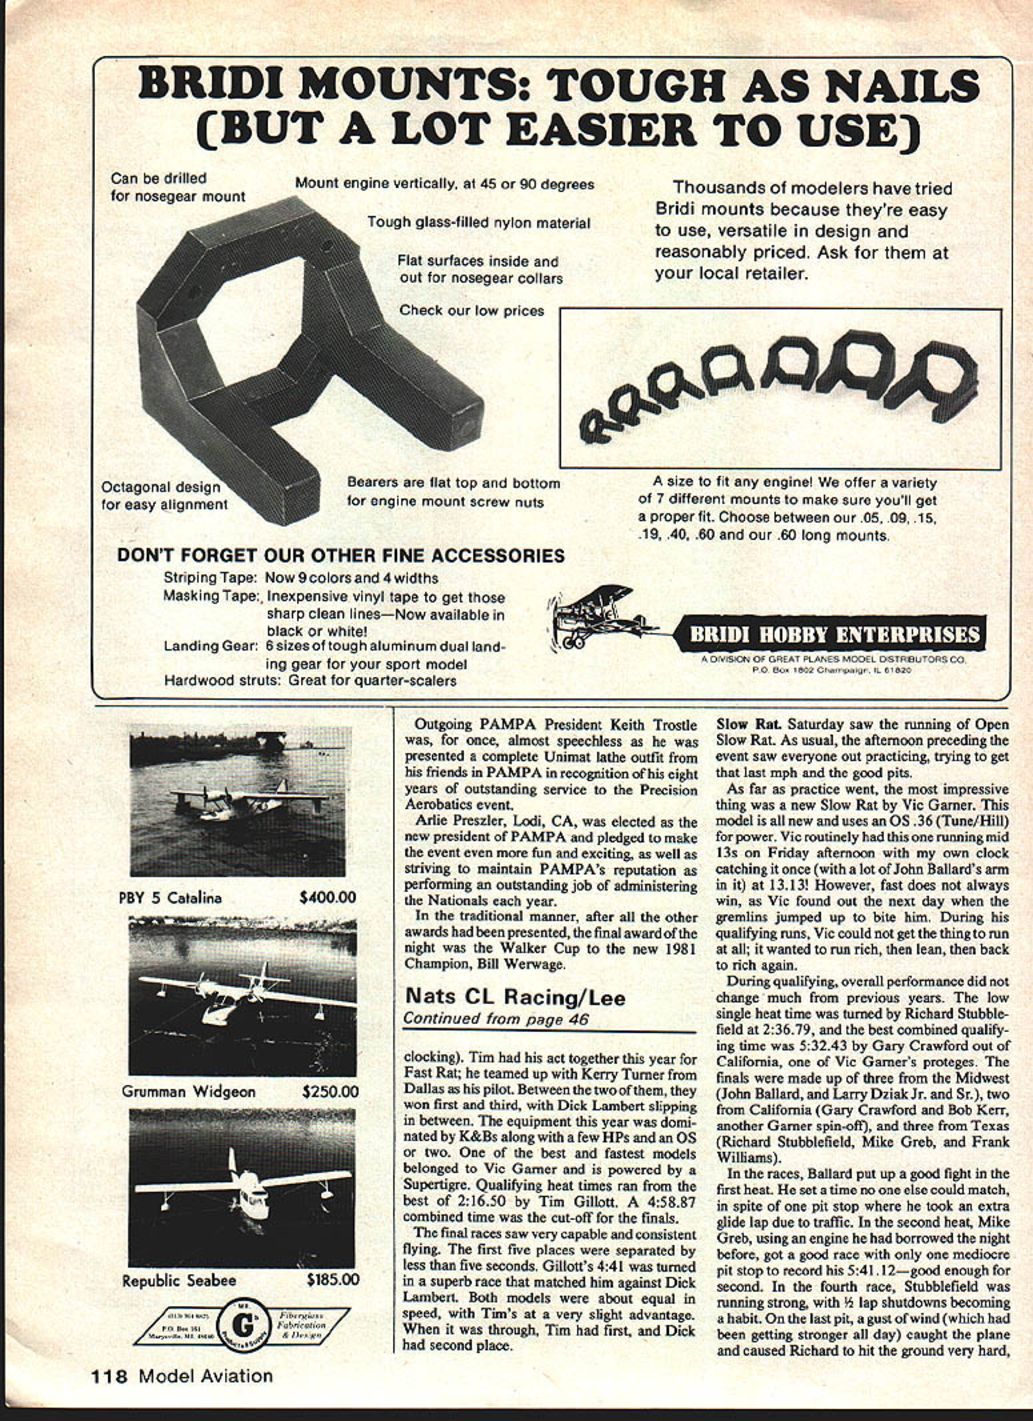 BRIDI MOUNTS: TOUGH AS NAILS
(BUT A LOT EASIER TO USE)
Can be drilled
for nosegear mount
Mount engine vertically, at 45 or 90 degrees
Tough glass-filled nylon material
Flat surfaces inside and
out for nosegear collars
Check our low prices
Octagonal design
for easy alignment
Bearers are flat top and bottom
for engine mount screw nuts
Thousands of modelers have tried
Bridi mounts because they're easy
to use, versatile in design and
reasonably priced. Ask for them at
your local retailer.
A size to fit any engine! We offer a variety
of 7 different mounts to make sure you'll get
a proper fit. Choose between our .05, .09, .15,
.19, .40, .60 and our .60 long mounts.
DON'T FORGET OUR OTHER FINE ACCESSORIES
Striping Tape: Now 9 colors and 4 widths
Masking Tape: Inexpensive vinyl tape to get those
sharp clean lines—Now available in
black or white!
Landing Gear: 6 sizes of tough aluminum dual land-
ing gear for your sport model
Hardwood struts: Great for quarter-scalers
BRIDI HOBBY ENTERPRISES
A DIVISION OF GREAT PLANES MODEL DISTRIBUTORS CO.
P.O. Box 1802 Champaign, IL 61820
PBY 5 Catalina $400.00
Grumman Widgeon $250.00
Republic Seabee $185.00
P.O. Box 361
Marysville, MI.
MR.
G's
Fiberglass
Fabrication
& Design
Outgoing PAMPA President Keith Trostle
was, for once, almost speechless as he was
presented a complete Unimat lathe outfit from
his friends in PAMPA in recognition of his eight
years of outstanding service to the Precision
Aerobatics event.
Arlie Preszler, Lodi, CA, was elected as the
new president of PAMPA and pledged to make
the event even more fun and exciting, as well as
striving to maintain PAMPA's reputation as
performing an outstanding job of administering
the Nationals each year.
In the traditional manner, after all the other
awards had been presented, the final award of the
night was the Walker Cup to the new 1981
Champion, Bill Werwage.
Nats CL Racing/Lee
Continued from page 46
clocking). Tim had his act together this year for
Fast Rat; he teamed up with Kerry Turner from
Dallas as his pilot. Between the two of them, they
won first and third, with Dick Lambert slipping
in between. The equipment this year was domi-
nated by K&Bs along with a few HPs and an OS
or two. One of the best and fastest models
belonged to Vic Garner and is powered by a
Supertigre. Qualifying heat times ran from the
best of 2:16.50 by Tim Gillott. A 4:58.87
combined time was the cut-off for the finals.
The final races saw very capable and consistent
flying. The first five places were separated by
less than five seconds. Gillott's 4:41 was turned
in a superb race that matched him against Dick
Lambert. Both models were about equal in
speed, with Tim's at a very slight advantage.
When it was through, Tim had first, and Dick
had second place.
Slow Rat. Saturday saw the running of Open
Slow Rat. As usual, the afternoon preceding the
event saw everyone out practicing, trying to get
that last mph and the good pits.
As far as practice went, the most impressive
thing was a new Slow Rat by Vic Garner. This
model is all new and uses an OS .36 (Tune/Hill)
for power. Vic routinely had this one running mid
13s on Friday afternoon with my own clock
catching it once (with a lot of John Ballard's arm
in it) at 13.13! However, fast does not always
win, as Vic found out the next day when the
gremlins jumped up to bite him. During his
qualifying runs, Vic could not get the thing to run
at all; it wanted to run rich, then lean, then back
to rich again.
During qualifying, overall performance did not
change much from previous years. The low
single heat time was turned by Richard Stubble-
field at 2:36.79, and the best combined qualify-
ing time was 5:32.43 by Gary Crawford out of
California, one of Vic Garner's proteges. The
finals were made up of three from the Midwest
(John Ballard, and Larry Dziak Jr. and Sr.), two
from California (Gary Crawford and Bob Kerr,
another Garner spin-off), and three from Texas
(Richard Stubblefield, Mike Greb, and Frank
Williams).
In the races, Ballard put up a good fight in the
first heat. He set a time no one else could match,
in spite of one pit stop where he took an extra
glide lap due to traffic. In the second heat, Mike
Greb, using an engine he had borrowed the night
before, got a good race with only one mediocre
pit stop to record his 5:41.12—good enough for
second. In the fourth race, Stubblefield was
running strong, with ½ lap shutdowns becoming
a habit. On the last pit, a gust of wind (which had
been getting stronger all day) caught the plane
and caused Richard to hit the ground very hard,
118 Model Aviation